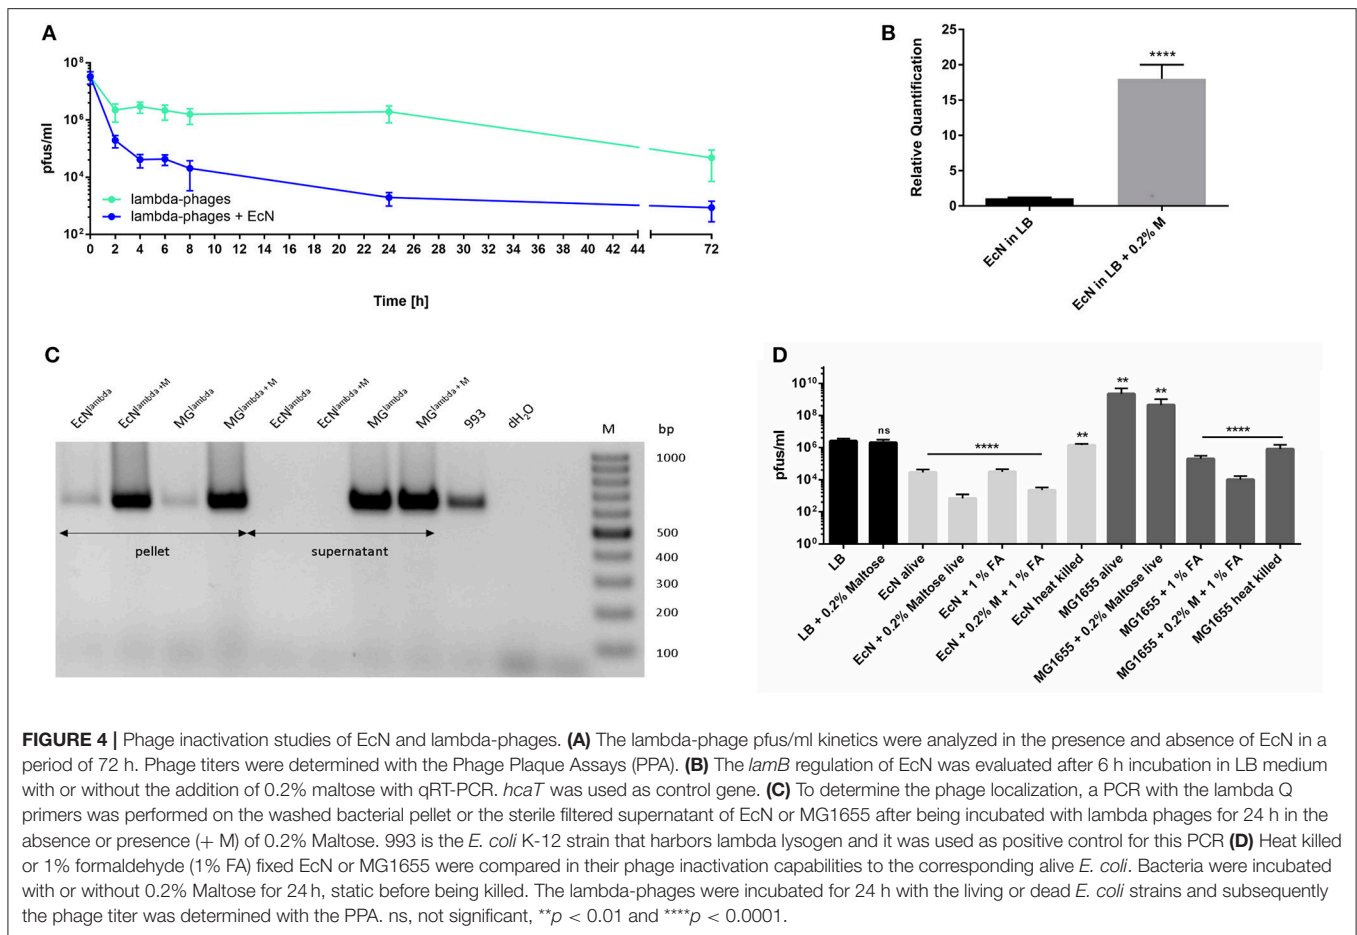 A
pfus/ml
10^8
10^6
10^4
10^2
lambda-phages
lambda-phages + EcN
0 2 4 6 8 10 12 14 16 18 20 22 24 26 28 30 32 34 36 38 40 42 44 72
Time [h]
B
Relative Quantification
25
20
15
10
5
0
****
EcN in LB
EcN in LB + 0.2% M
C
EcN^lambda
EcN^lambda +M
MG^lambda
MG^lambda + M
EcN^lambda
EcN^lambda +M
MG^lambda
MG^lambda + M
993
dH₂O
M
bp
1000
500
400
300
200
100
pellet
supernatant
D
pfus/ml
10^10
10^8
10^6
10^4
10^2
10^0
ns
****
**
**
**
****
LB
LB + 0.2% Maltose
EcN alive
EcN + 0.2% Maltose live
EcN + 1 % FA
EcN + 0.2% M + 1 % FA
EcN heat killed
MG1655 alive
MG1655 + 0.2% Maltose live
MG1655 + 1 % FA
MG1655 + 0.2% M + 1 % FA
MG1655 heat killed
FIGURE 4 | Phage inactivation studies of EcN and lambda-phages. (A) The lambda-phage pfus/ml kinetics were analyzed in the presence and absence of EcN in a
period of 72 h. Phage titers were determined with the Phage Plaque Assays (PPA). (B) The lamB regulation of EcN was evaluated after 6 h incubation in LB medium
with or without the addition of 0.2% maltose with qRT-PCR. hcaT was used as control gene. (C) To determine the phage localization, a PCR with the lambda Q
primers was performed on the washed bacterial pellet or the sterile filtered supernatant of EcN or MG1655 after being incubated with lambda phages for 24 h in the
absence or presence (+ M) of 0.2% Maltose. 993 is the E. coli K-12 strain that harbors lambda lysogen and it was used as positive control for this PCR (D) Heat killed
or 1% formaldehyde (1% FA) fixed EcN or MG1655 were compared in their phage inactivation capabilities to the corresponding alive E. coli. Bacteria were incubated
with or without 0.2% Maltose for 24 h, static before being killed. The lambda-phages were incubated for 24 h with the living or dead E. coli strains and subsequently
the phage titer was determined with the PPA. ns, not significant, **p < 0.01 and ****p < 0.0001.